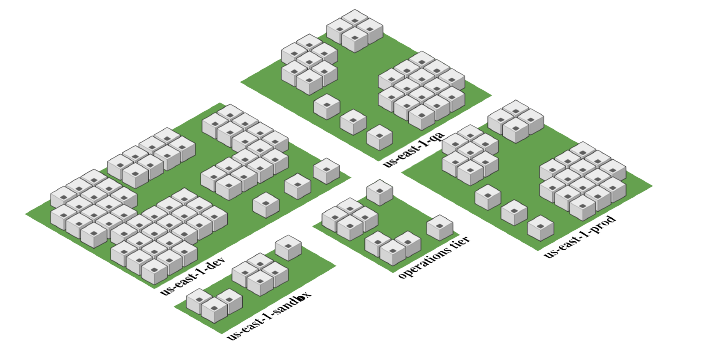 us-east-1-qa
us-east-1-prod
us-east-1-dev
operations tier
us-east-1-sandbox